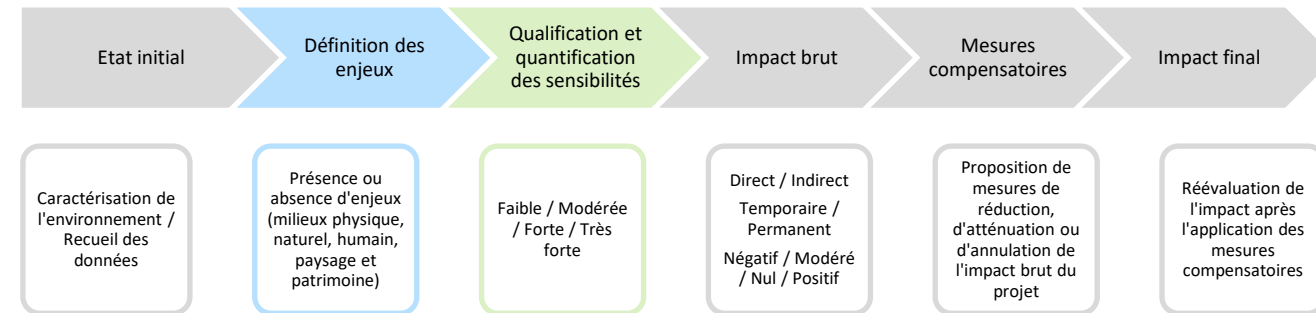 Etat initial
Définition des
enjeux
Qualification et
quantification
des sensibilités
Impact brut
Mesures
compensatoires
Impact final
Caractérisation de
l'environnement /
Recueil des
données
Présence ou
absence d'enjeux
(milieux physique,
naturel, humain,
paysage et
patrimoine)
Faible / Modérée
/ Forte / Très
forte
Direct / Indirect
Temporaire /
Permanent
Négatif / Modéré
/ Nul / Positif
Proposition de
mesures de
réduction,
d'atténuation ou
d'annulation de
l'impact brut du
projet
Réévaluation de
l'impact après
l'application des
mesures
compensatoires